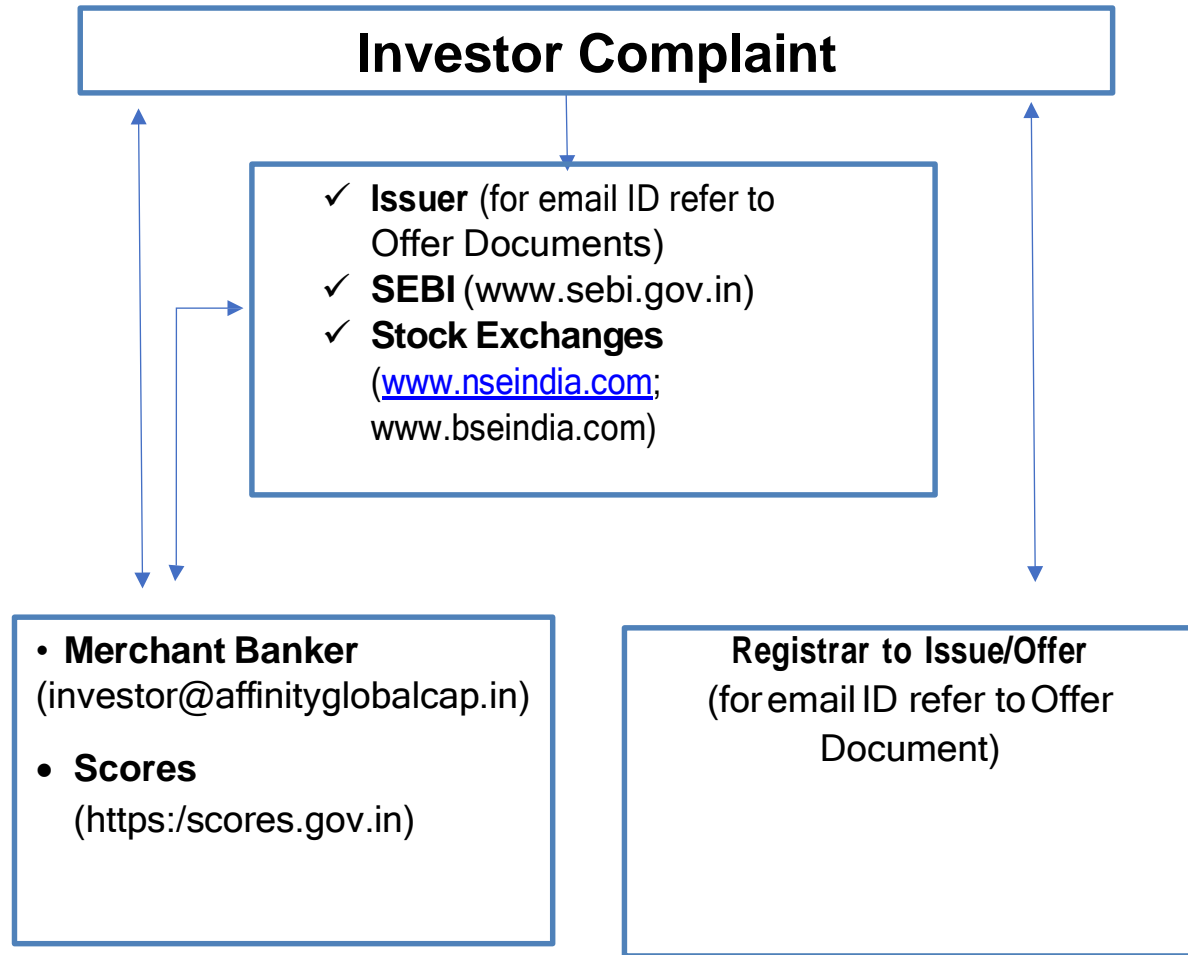 Investor Complaint
✓ Issuer (for email ID refer to
Offer Documents)
✓ SEBI (www.sebi.gov.in)
✓ Stock Exchanges
(www.nseindia.com;
www.bseindia.com)
• Merchant Banker
(investor@affinityglobalcap.in)
• Scores
(https:/scores.gov.in)
Registrar to Issue/Offer
(for email ID refer to Offer
Document)